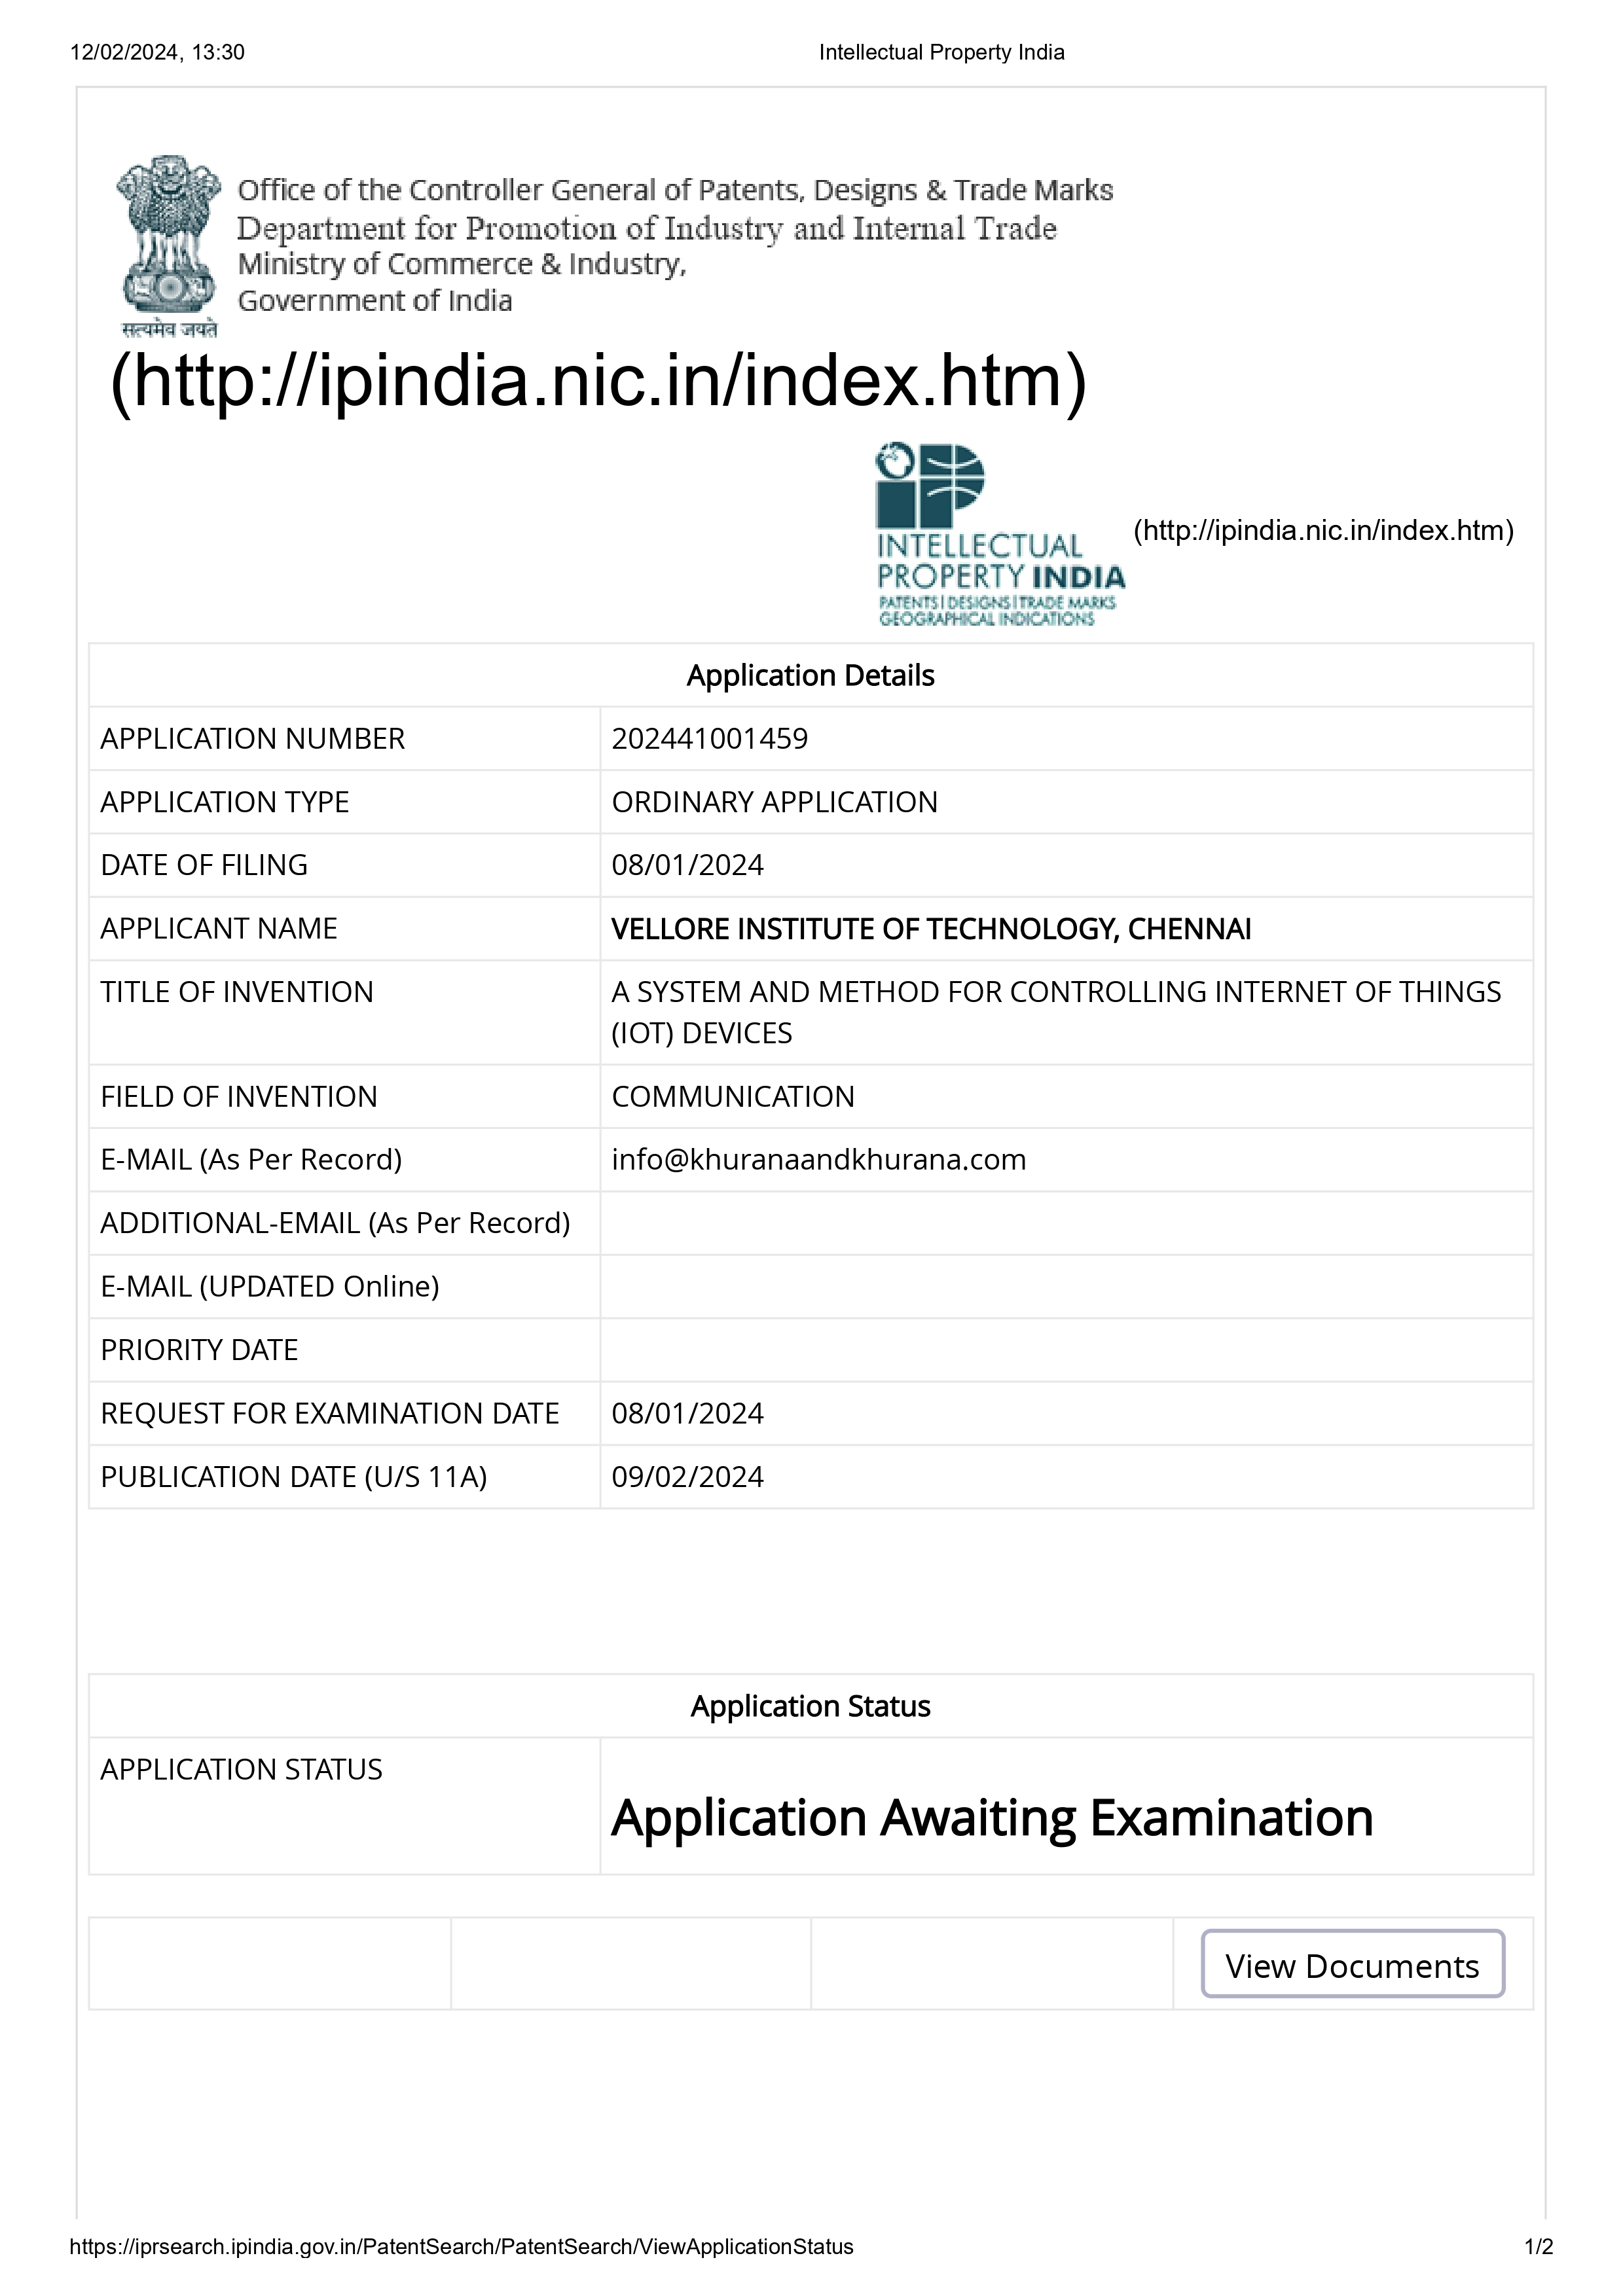 12/02/2024, 13:30 Intellectual Property India
Office of the Controller General of Patents, Designs & Trade Marks
Department for Promotion of Industry and Internal Trade
Ministry of Commerce & Industry,
Government of India
सत्यमेव जयते
(http://ipindia.nic.in/index.htm)
iP
INTELLECTUAL
PROPERTY INDIA
PATENTS | DESIGNS | TRADE MARKS
GEOGRAPHICAL INDICATIONS
(http://ipindia.nic.in/index.htm)
Application Details
APPLICATION NUMBER 202441001459
APPLICATION TYPE ORDINARY APPLICATION
DATE OF FILING 08/01/2024
APPLICANT NAME VELLORE INSTITUTE OF TECHNOLOGY, CHENNAI
TITLE OF INVENTION A SYSTEM AND METHOD FOR CONTROLLING INTERNET OF THINGS
(IOT) DEVICES
FIELD OF INVENTION COMMUNICATION
E-MAIL (As Per Record) info@khuranaandkhurana.com
ADDITIONAL-EMAIL (As Per Record)
E-MAIL (UPDATED Online)
PRIORITY DATE
REQUEST FOR EXAMINATION DATE 08/01/2024
PUBLICATION DATE (U/S 11A) 09/02/2024
Application Status
APPLICATION STATUS
Application Awaiting Examination
View Documents
https://iprsearch.ipindia.gov.in/PatentSearch/PatentSearch/ViewApplicationStatus 1/2